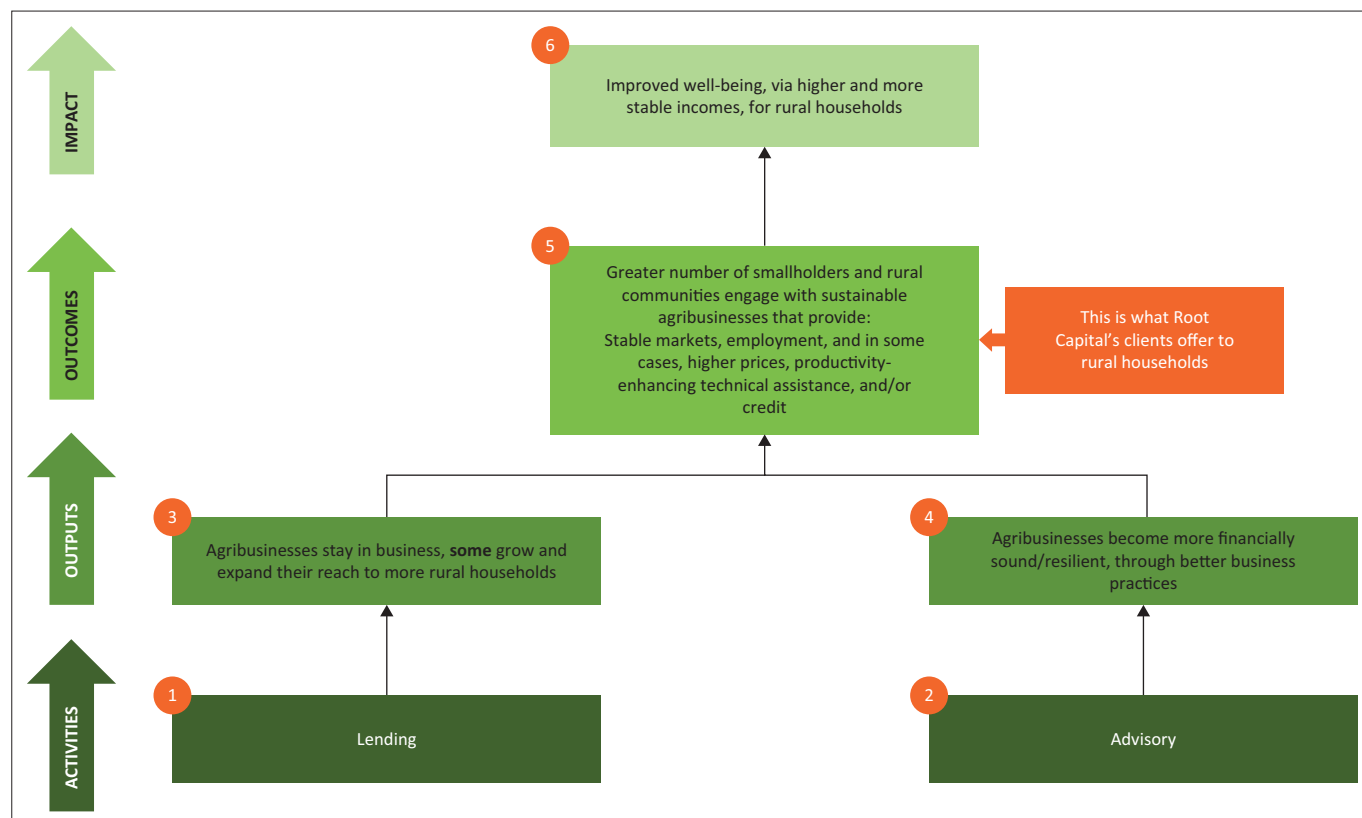 IMPACT
6
Improved well-being, via higher and more
stable incomes, for rural households
OUTCOMES
5
Greater number of smallholders and rural
communities engage with sustainable
agribusinesses that provide:
Stable markets, employment, and in some
cases, higher prices, productivity-
enhancing technical assistance, and/or
credit
This is what Root
Capital’s clients offer to
rural households
OUTPUTS
3
Agribusinesses stay in business, some grow and
expand their reach to more rural households
4
Agribusinesses become more financially
sound/resilient, through better business
practices
ACTIVITIES
1
Lending
2
Advisory